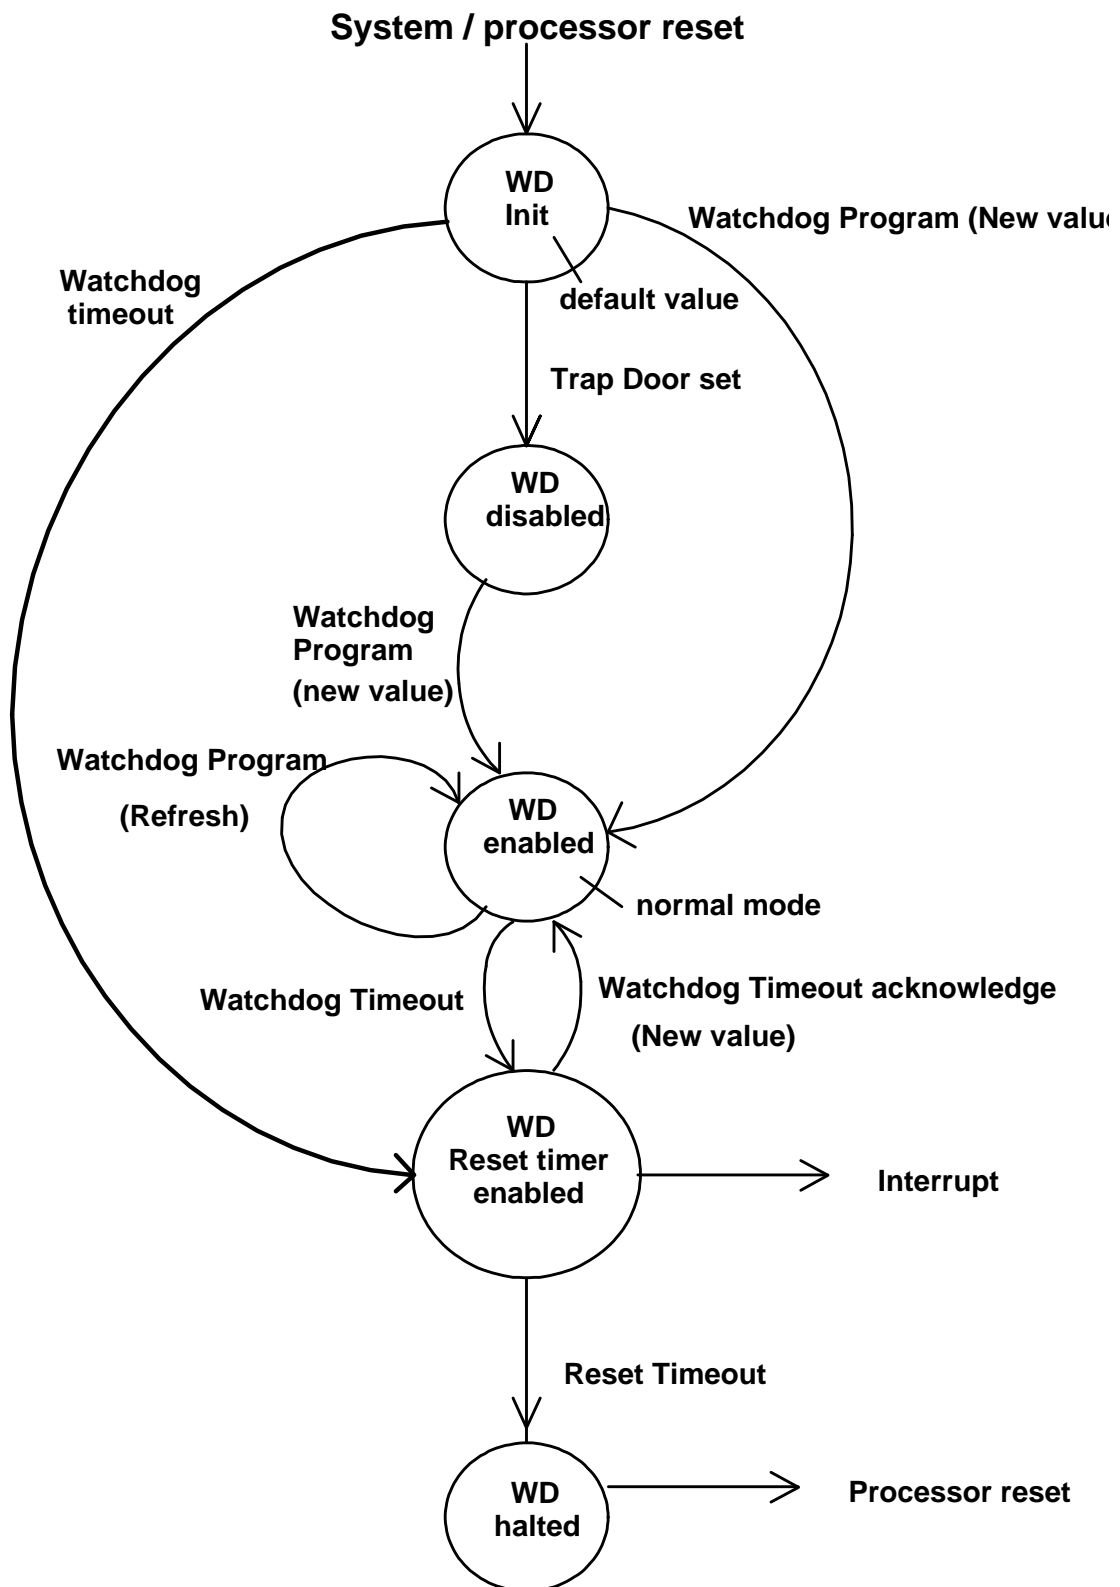 System / processor reset
WD
Init
Watchdog Program (New value
Watchdog
timeout
default value
Trap Door set
WD
disabled
Watchdog
Program
(new value)
Watchdog Program
(Refresh)
WD
enabled
normal mode
Watchdog Timeout
Watchdog Timeout acknowledge
(New value)
WD
Reset timer
enabled
Interrupt
Reset Timeout
WD
halted
Processor reset